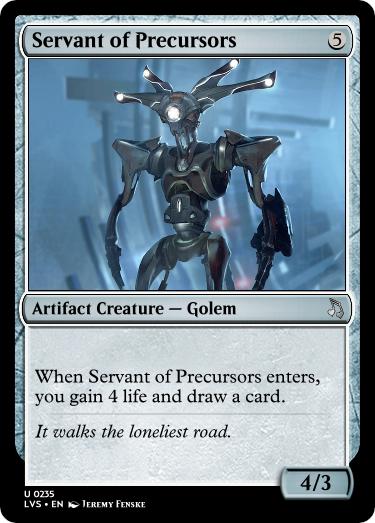 Servant of Precursors 5
Artifact Creature — Golem
When Servant of Precursors enters,
you gain 4 life and draw a card.
It walks the loneliest road.
4/3
U 0235
LVS • EN Jeremy Fenske